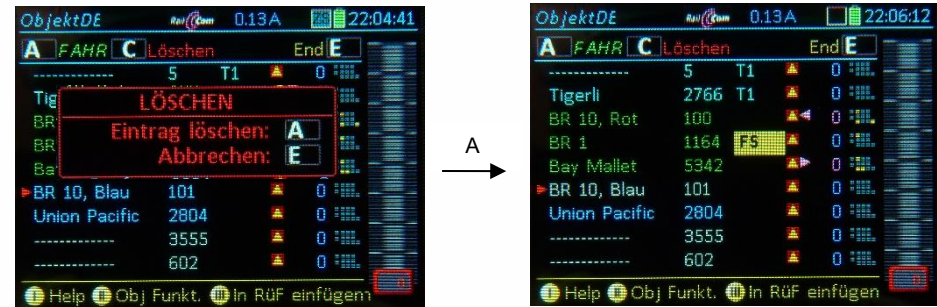 ObjektDE RailCom 0.13A 22:04:41
A FAHR C Löschen End E
------------- 5 T1 0
Tig
BR
BR
Ba
LÖSCHEN
Eintrag löschen: A
Abbrechen: E
BR 10, Blau 101 0
Union Pacific 2804 0
------------- 3555 0
------------- 602 0
Help Obj Funkt. In RüF einfügen
A
ObjektDE RailCom 0.13A 22:06:12
A FAHR C Löschen End E
------------- 5 T1 0
Tigerli 2766 T1 0
BR 10, Rot 100 0
BR 1 1164 FS 0
Bay Mallet 5342 0
BR 10, Blau 101 0
Union Pacific 2804 0
------------- 3555 0
------------- 602 0
Help Obj Funkt. In RüF einfügen